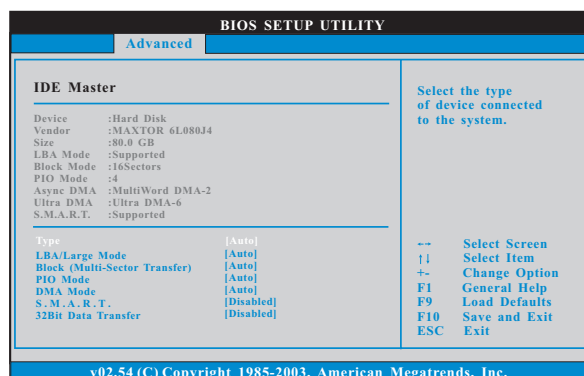 BIOS SETUP UTILITY
Advanced
IDE Master
Device :Hard Disk
Vendor :MAXTOR 6L080J4
Size :80.0 GB
LBA Mode :Supported
Block Mode :16Sectors
PIO Mode :4
Async DMA :MultiWord DMA-2
Ultra DMA :Ultra DMA-6
S.M.A.R.T. :Supported
Type [Auto]
LBA/Large Mode [Auto]
Block (Multi-Sector Transfer) [Auto]
PIO Mode [Auto]
DMA Mode [Auto]
S.M.A.R.T. [Disabled]
32Bit Data Transfer [Disabled]
Select the type
of device connected
to the system.
←→ Select Screen
↑↓ Select Item
+- Change Option
F1 General Help
F9 Load Defaults
F10 Save and Exit
ESC Exit
v02.54 (C) Copyright 1985-2003, American Megatrends, Inc.